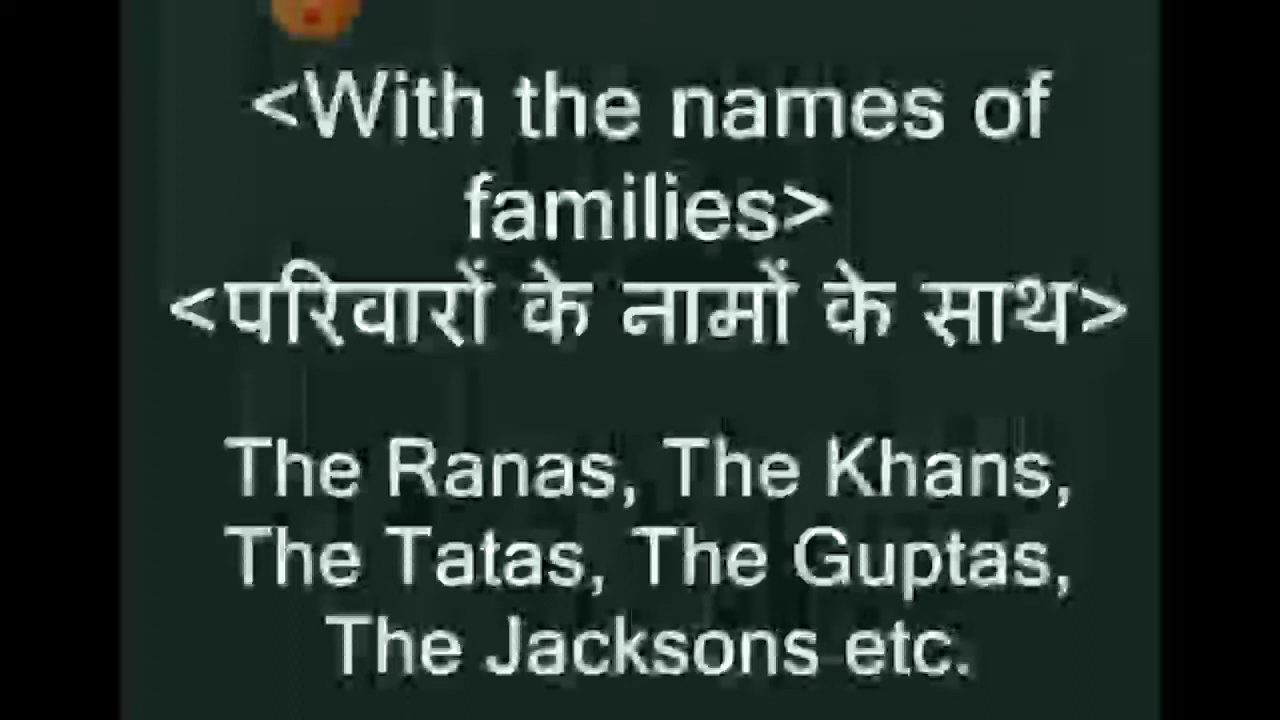 <With the names of
families>
<परिवारों के नामों के साथ>
The Ranas, The Khans,
The Tatas, The Guptas,
The Jacksons etc.